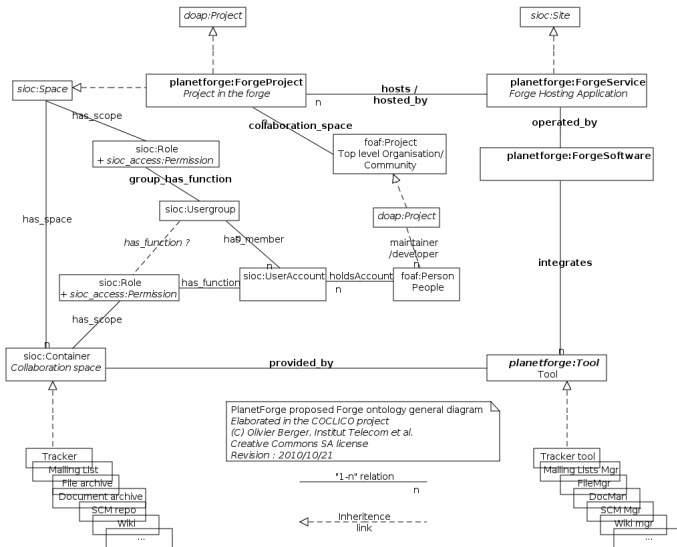 doap:Project
sioc:Site
planetforge:ForgeProject
Project in the forge
planetforge:ForgeService
Forge Hosting Application
sioc:Space
hosts /
hosted_by
n
has_scope
n
collaboration_space
operated_by
foaf:Project
Top level Organisation/
Community
sioc:Role
+ sioc_access:Permission
planetforge:ForgeSoftware
group_has_function
sioc:Usergroup
doap:Project
has_space
has_function ?
has_member
n
maintainer
/developer
integrates
n
n
sioc:Role
+ sioc_access:Permission
has_function
sioc:UserAccount
holdsAccount
n
foaf:Person
People
has_scope
n
n
sioc:Container
Collaboration space
provided_by
planetforge:Tool
Tool
PlanetForge proposed Forge ontology general diagram
Elaborated in the COCLICO project
(C) Olivier Berger, Institut Telecom et al.
Creative Commons SA license
Revision : 2010/10/21
Tracker
Mailing List
File archive
Document archive
SCM repo
Wiki
...
"1-n" relation
n
Inheritence
link
Tracker tool
Mailing Lists Mgr
FileMgr
DocMan
SCM Mgr
Wiki mgr
...